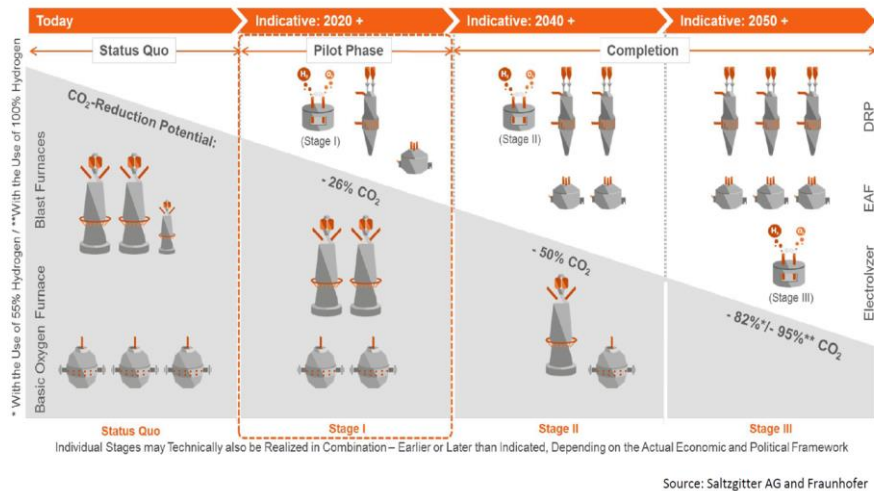 Today
Indicative: 2020 +
Indicative: 2040 +
Indicative: 2050 +
Status Quo
Pilot Phase
Completion
CO2-Reduction Potential:
H2
O2
(Stage I)
- 26% CO2
H2
O2
(Stage II)
- 50% CO2
H2
O2
(Stage III)
- 82%*/- 95%** CO2
DRP
EAF
Electrolyzer
Blast Furnaces
Basic Oxygen Furnace
* With the Use of 55% Hydrogen / **With the Use of 100% Hydrogen
Status Quo
Stage I
Stage II
Stage III
Individual Stages may Technically also be Realized in Combination – Earlier or Later than Indicated, Depending on the Actual Economic and Political Framework
Source: Saltzgitter AG and Fraunhofer